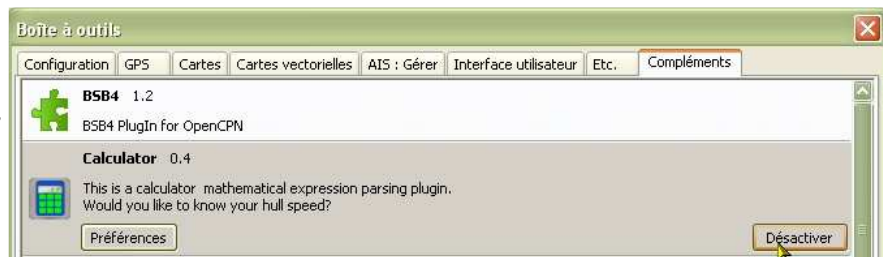 Boîte à outils
Configuration GPS Cartes Cartes vectorielles AIS : Gérer Interface utilisateur Etc. Compléments
BSB4 1.2
BSB4 PlugIn for OpenCPN
Calculator 0.4
This is a calculator mathematical expression parsing plugin.
Would you like to know your hull speed?
Préférences Désactiver